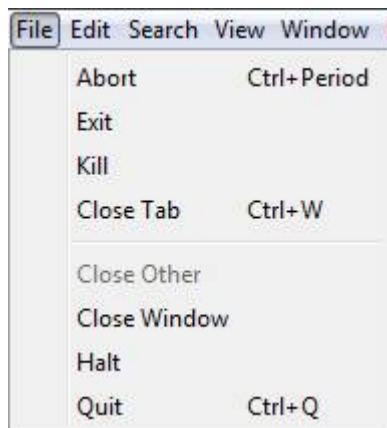 File Edit Search View Window
Abort Ctrl+Period
Exit
Kill
Close Tab Ctrl+W
Close Other
Close Window
Halt
Quit Ctrl+Q